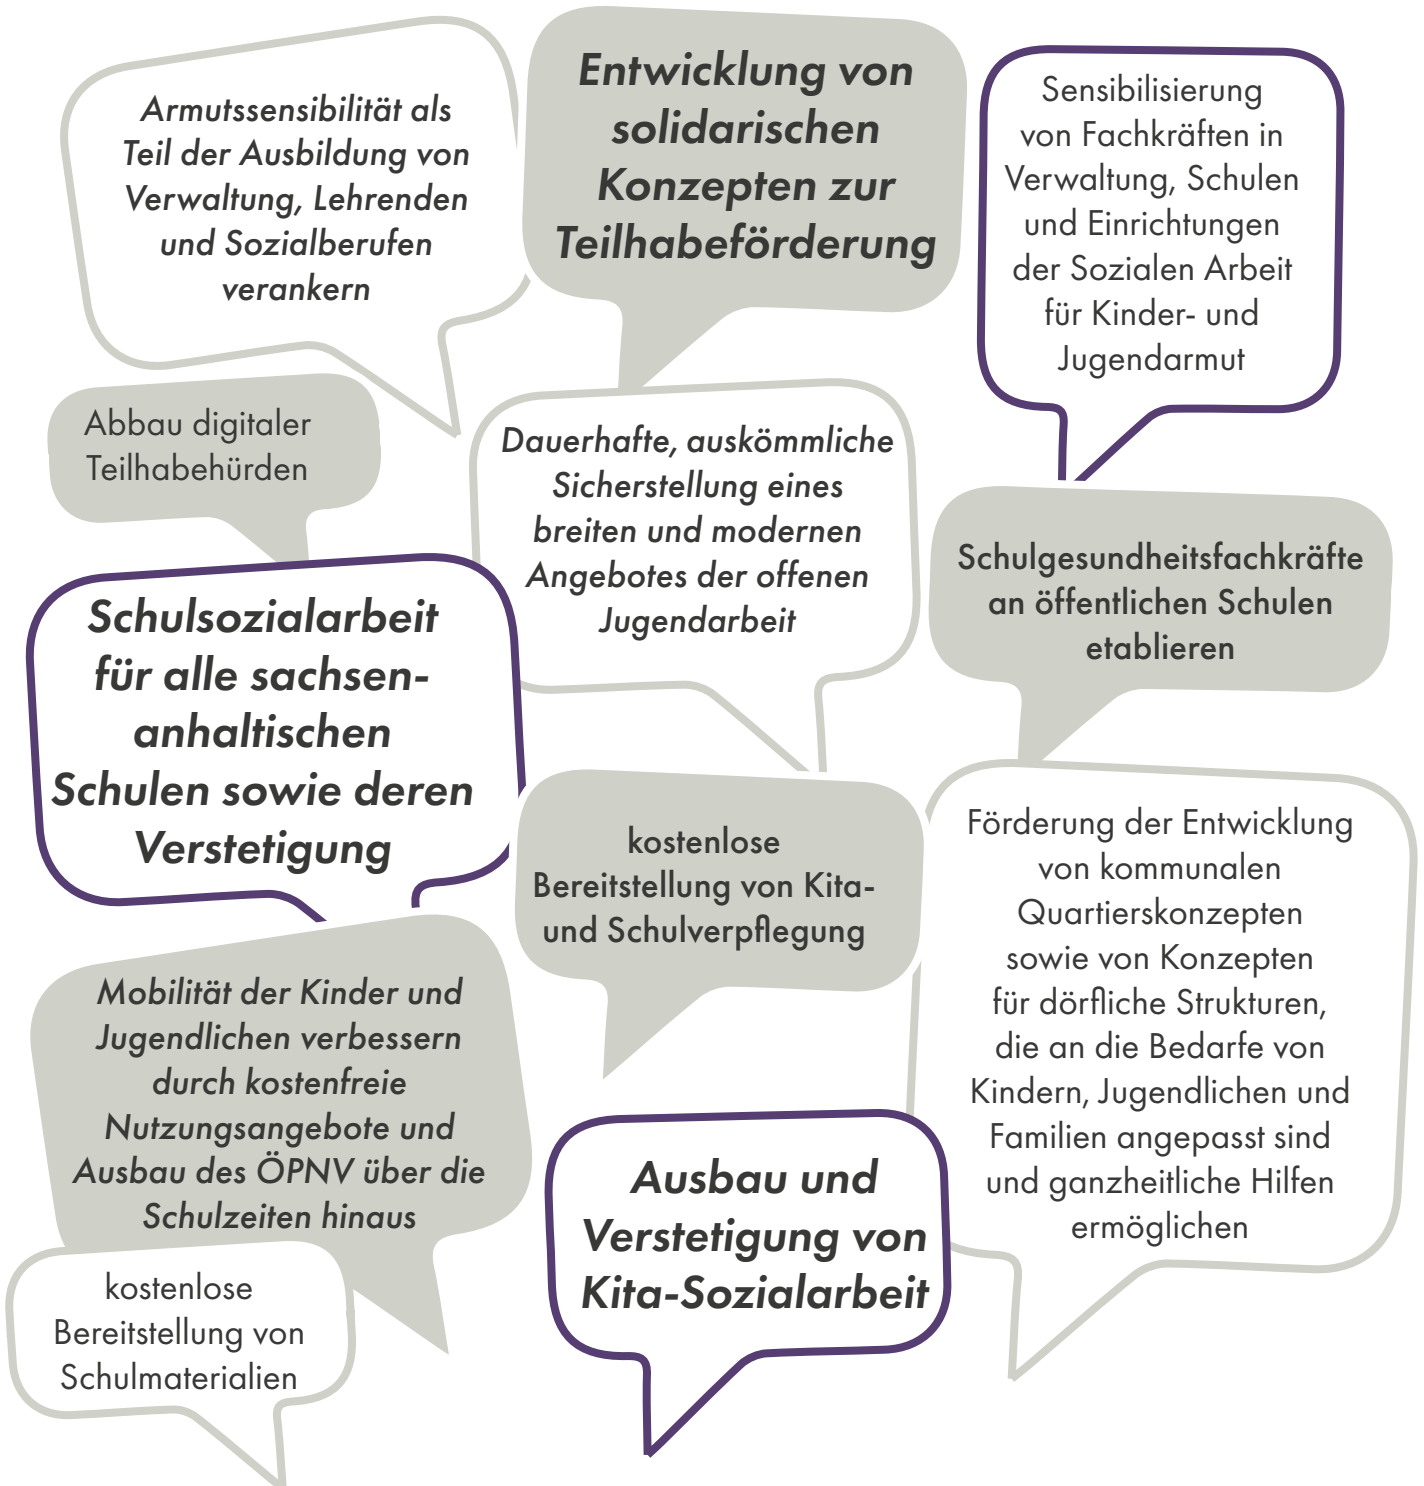 Armutssensibilität als
Teil der Ausbildung von
Verwaltung, Lehrenden
und Sozialberufen
verankern
Entwicklung von
solidarischen
Konzepten zur
Teilhabeförderung
Sensibilisierung
von Fachkräften in
Verwaltung, Schulen
und Einrichtungen
der Sozialen Arbeit
für Kinder- und
Jugendarmut
Abbau digitaler
Teilhabehürden
Dauerhafte, auskömmliche
Sicherstellung eines
breiten und modernen
Angebotes der offenen
Jugendarbeit
Schulgesundheitsfachkräfte
an öffentlichen Schulen
etablieren
Schulsozialarbeit
für alle sachsen-
anhaltischen
Schulen sowie deren
Verstetigung
kostenlose
Bereitstellung von Kita-
und Schulverpflegung
Förderung der Entwicklung
von kommunalen
Quartierskonzepten
sowie von Konzepten
für dörfliche Strukturen,
die an die Bedarfe von
Kindern, Jugendlichen und
Familien angepasst sind
und ganzheitliche Hilfen
ermöglichen
Mobilität der Kinder und
Jugendlichen verbessern
durch kostenfreie
Nutzungsangebote und
Ausbau des ÖPNV über die
Schulzeiten hinaus
Ausbau und
Verstetigung von
Kita-Sozialarbeit
kostenlose
Bereitstellung von
Schulmaterialien